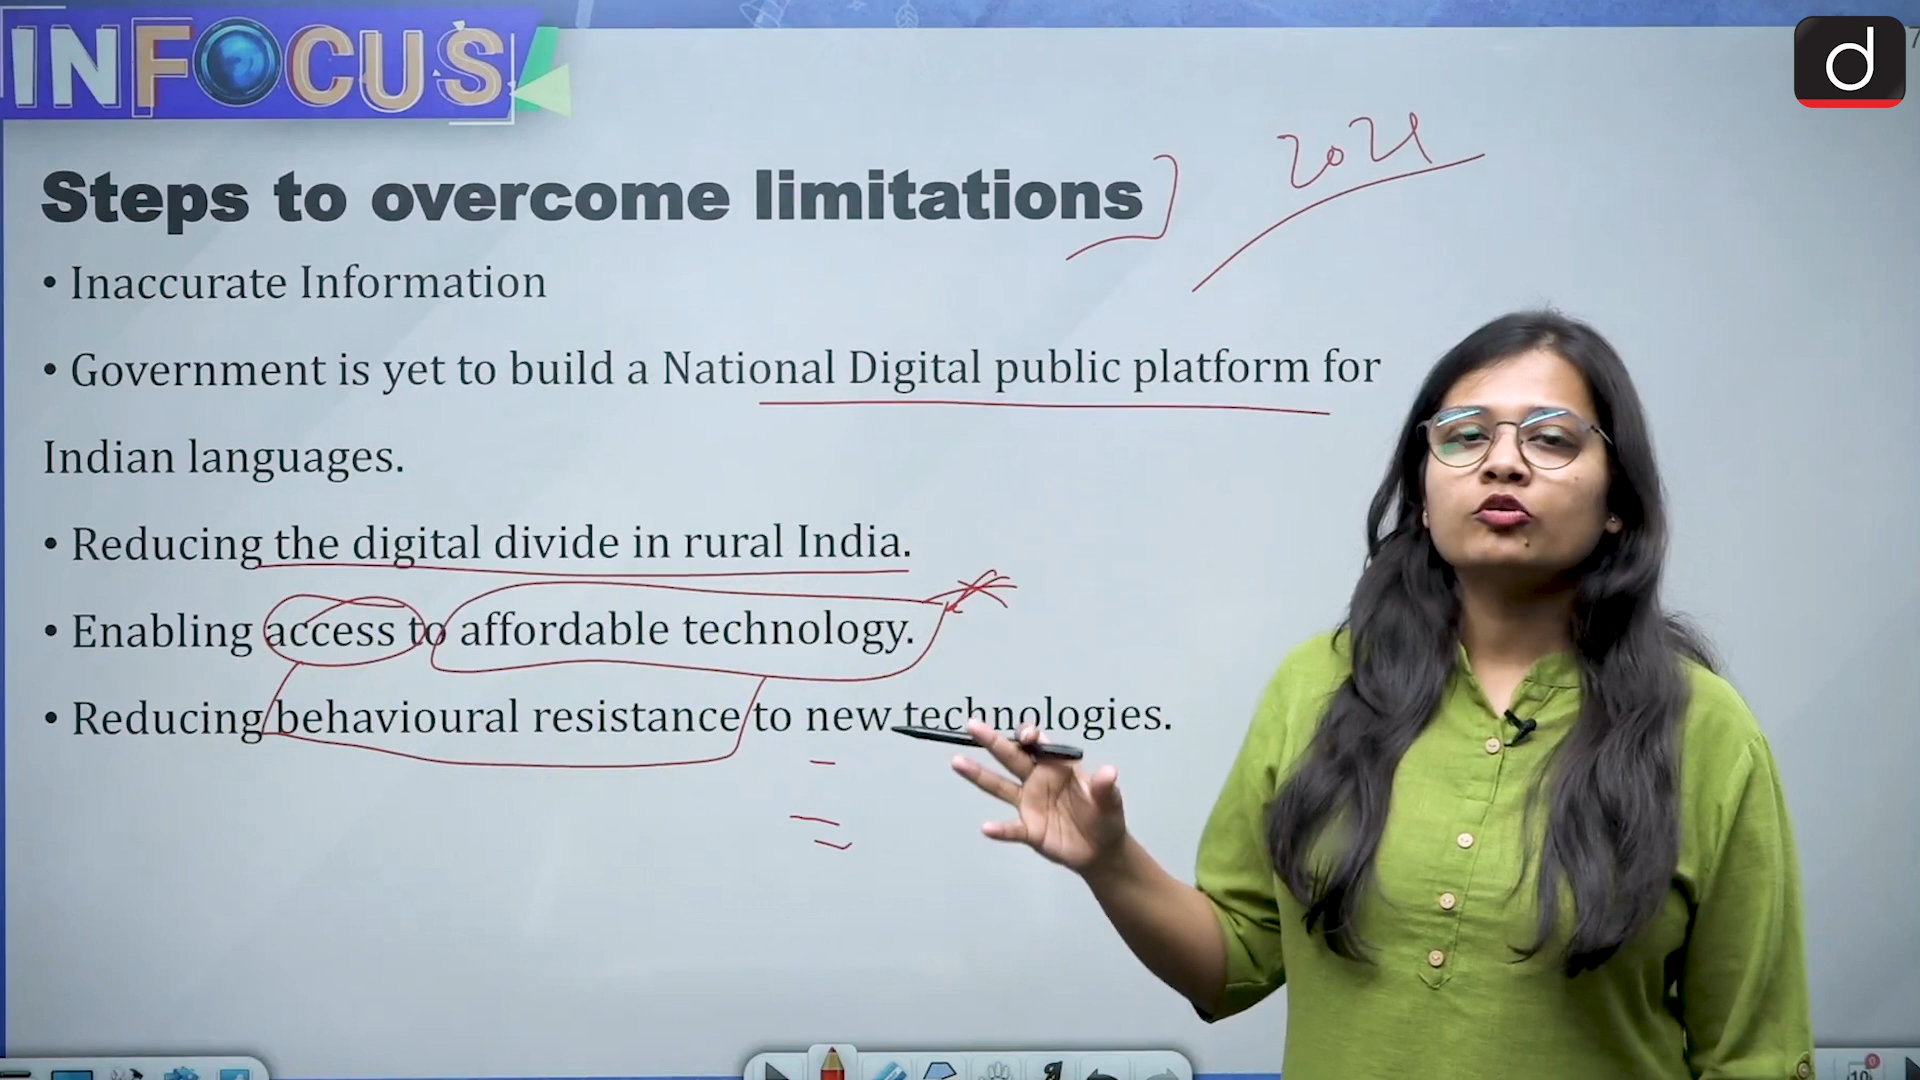 INFOCUS
d
7
2021
Steps to overcome limitations
• Inaccurate Information
• Government is yet to build a National Digital public platform for
Indian languages.
• Reducing the digital divide in rural India.
• Enabling access to affordable technology.
• Reducing behavioural resistance to new technologies.
10